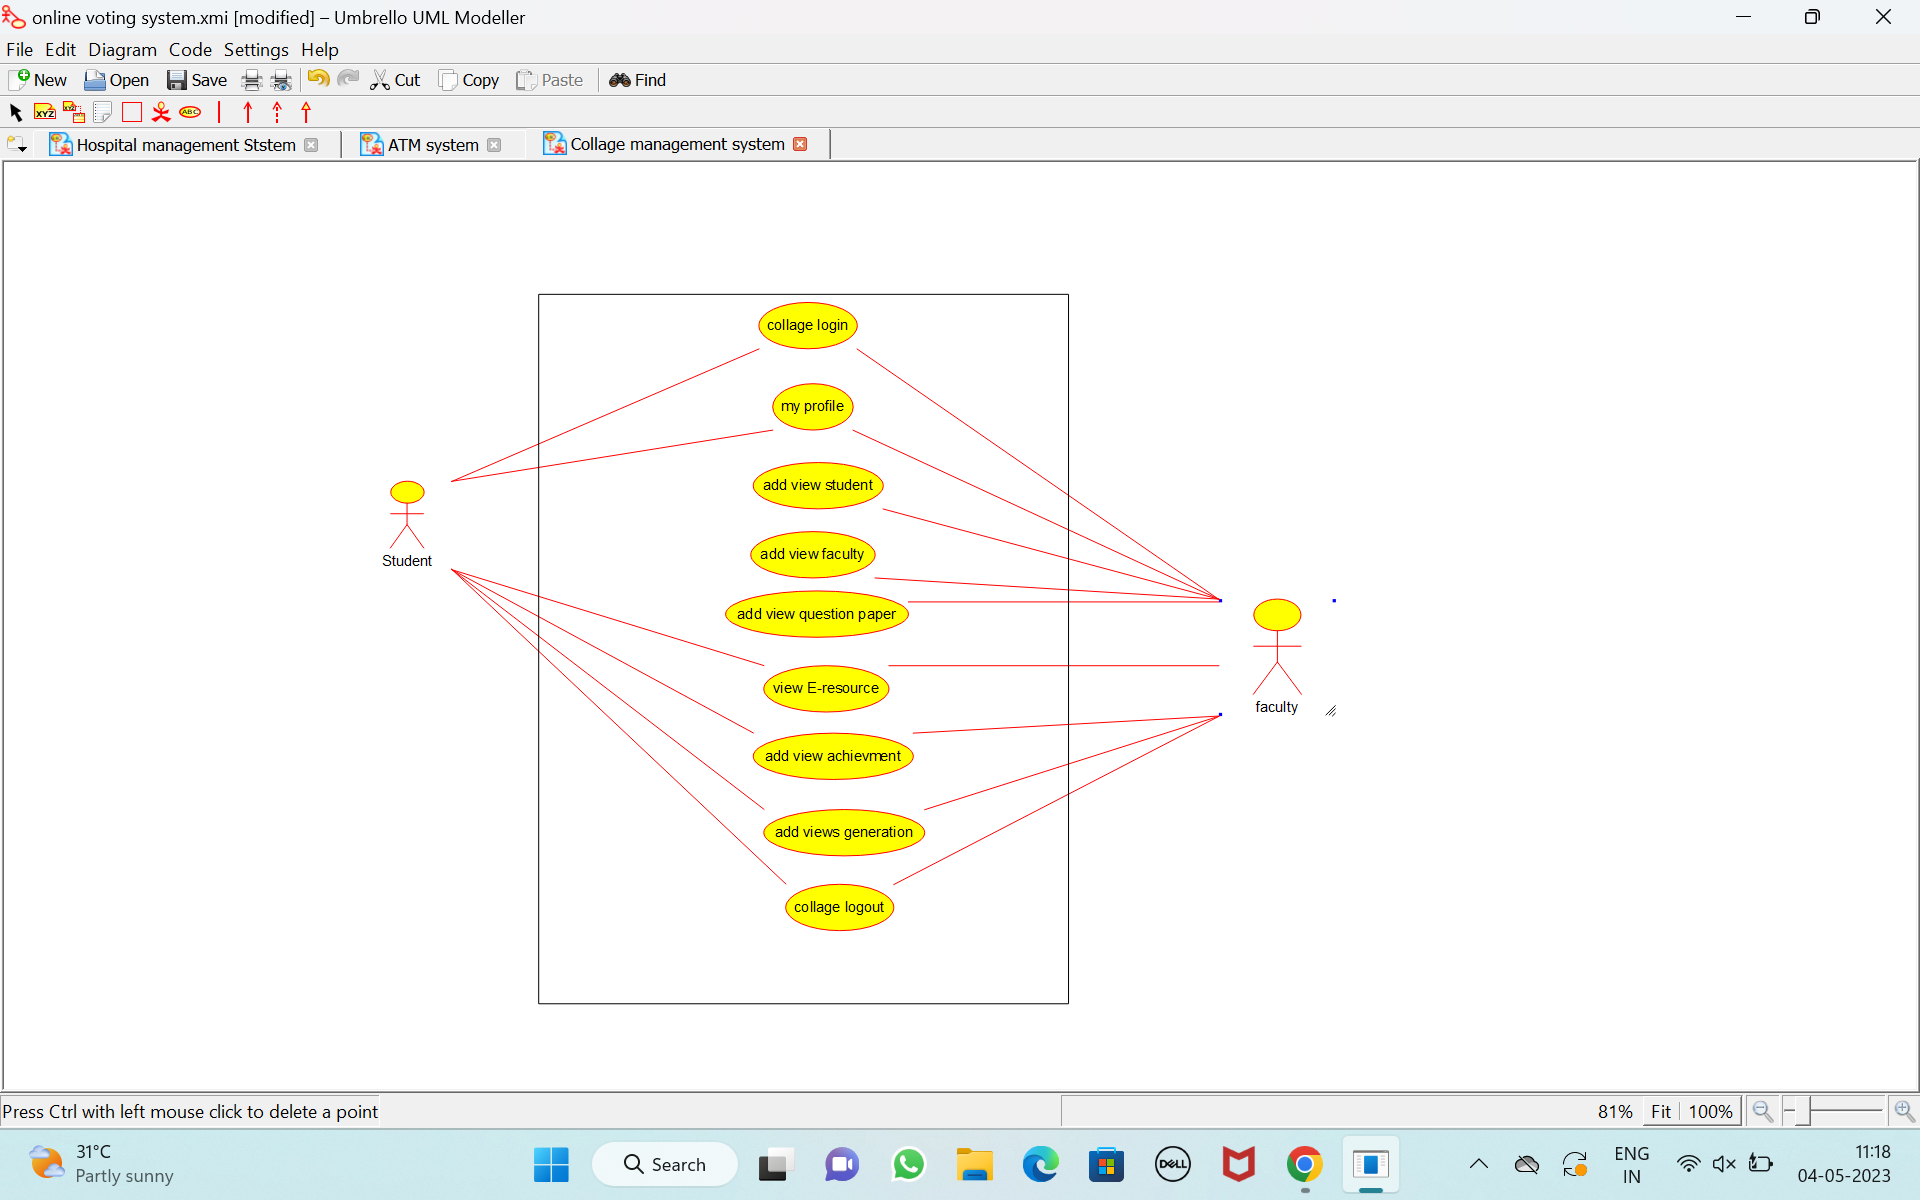 online voting system.xmi [modified] – Umbrello UML Modeller
File Edit Diagram Code Settings Help
New Open Save Cut Copy Paste Find
XYZ XYZ ABC
Hospital management Ststem ATM system Collage management system
collage login
my profile
add view student
add view faculty
add view question paper
view E-resource
add view achievment
add views generation
collage logout
Student
faculty
Press Ctrl with left mouse click to delete a point
81% Fit 100%
31°C
Partly sunny
Search
DELL
ENG
IN
11:18
04-05-2023